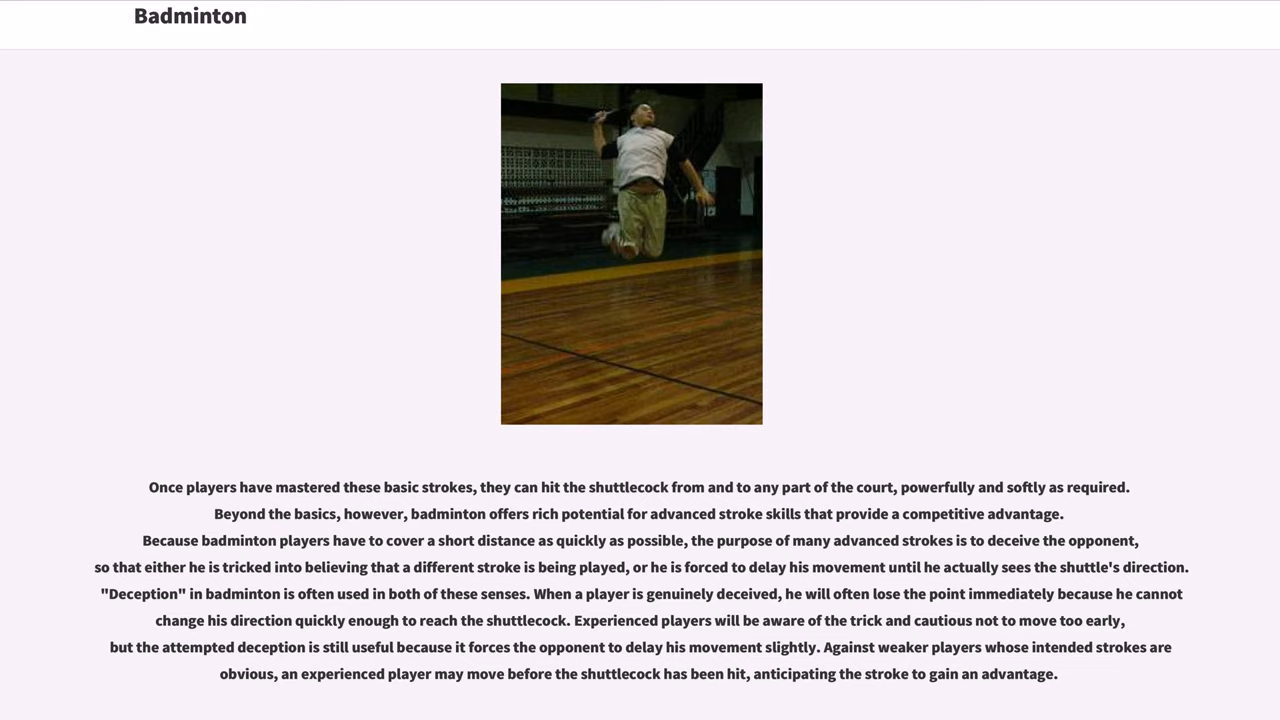 Badminton
Once players have mastered these basic strokes, they can hit the shuttlecock from and to any part of the court, powerfully and softly as required.
Beyond the basics, however, badminton offers rich potential for advanced stroke skills that provide a competitive advantage.
Because badminton players have to cover a short distance as quickly as possible, the purpose of many advanced strokes is to deceive the opponent,
so that either he is tricked into believing that a different stroke is being played, or he is forced to delay his movement until he actually sees the shuttle's direction.
"Deception" in badminton is often used in both of these senses. When a player is genuinely deceived, he will often lose the point immediately because he cannot
change his direction quickly enough to reach the shuttlecock. Experienced players will be aware of the trick and cautious not to move too early,
but the attempted deception is still useful because it forces the opponent to delay his movement slightly. Against weaker players whose intended strokes are
obvious, an experienced player may move before the shuttlecock has been hit, anticipating the stroke to gain an advantage.